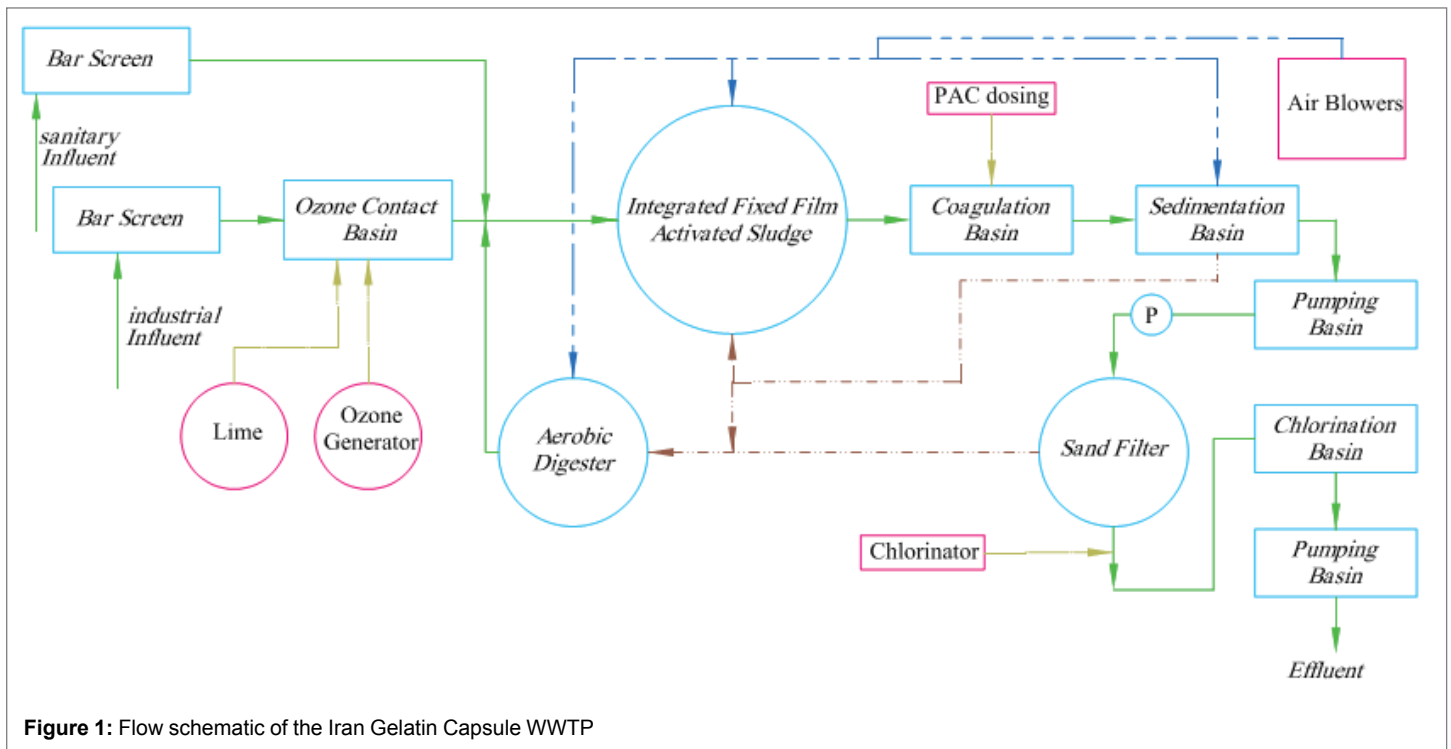 Bar Screen
sanitary
Influent
PAC dosing
Air Blowers
Bar Screen
Ozone Contact
Basin
Integrated Fixed Film
Activated Sludge
Coagulation
Basin
Sedimentation
Basin
industrial
Influent
P
Pumping
Basin
Lime
Ozone
Generator
Aerobic
Digester
Sand Filter
Chlorination
Basin
Chlorinator
Pumping
Basin
Effluent
Figure 1: Flow schematic of the Iran Gelatin Capsule WWTP